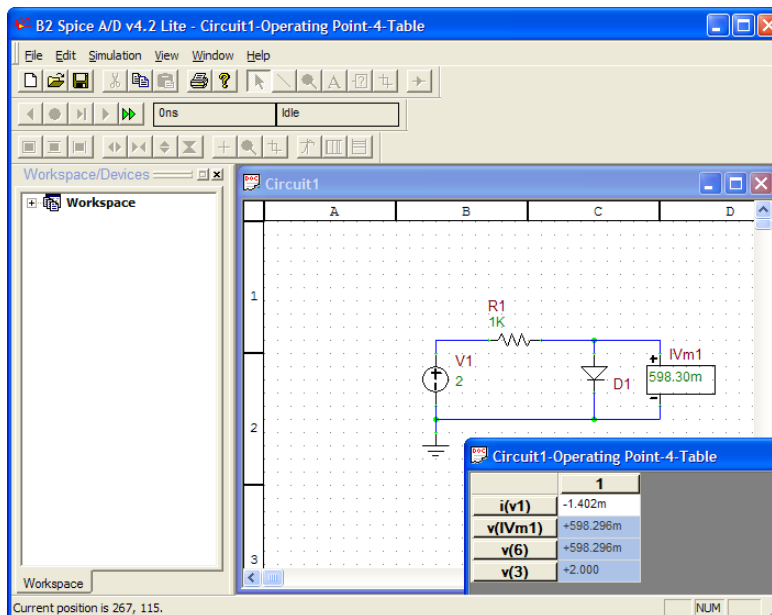 B2 Spice A/D v4.2 Lite - Circuit1-Operating Point-4-Table
File Edit Simulation View Window Help
0ns Idle
Workspace/Devices
Workspace
Circuit1
A B C D
1
R1
1K
V1
2
IVm1
598.30m
D1
2
Circuit1-Operating Point-4-Table
1
i(v1) -1.402m
v(IVm1) +598.296m
v(6) +598.296m
v(3) +2.000
3
Workspace
Current position is 267, 115. NUM